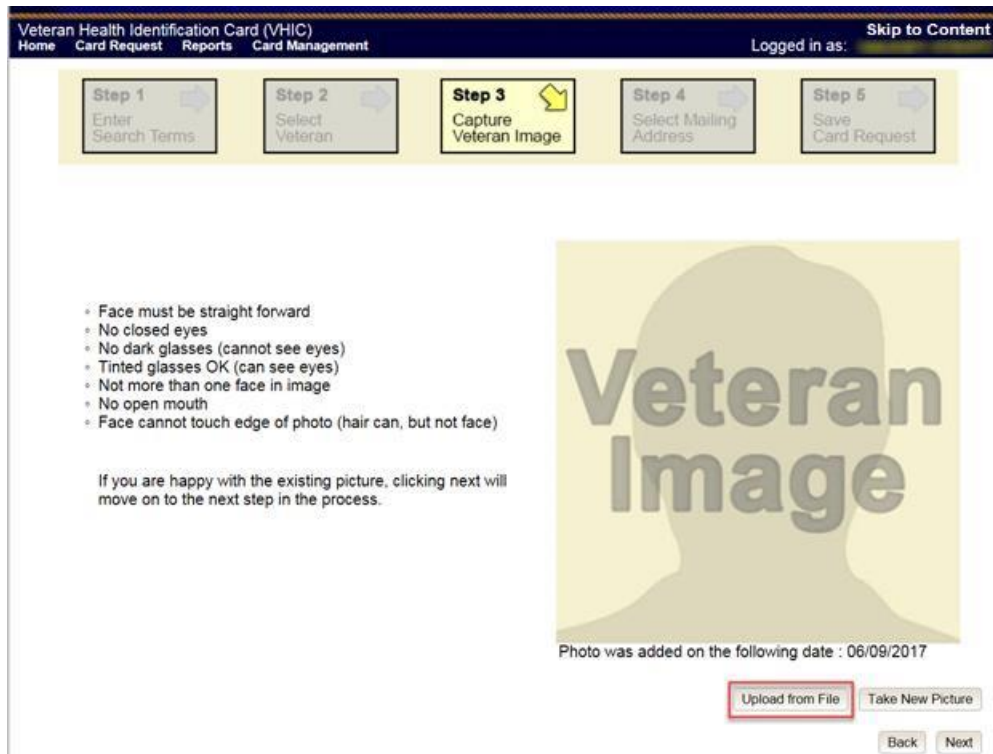 Veteran Health Identification Card (VHIC)
Skip to Content
Home Card Request Reports Card Management
Logged in as:
Step 1
Enter
Search Terms
Step 2
Select
Veteran
Step 3
Capture
Veteran Image
Step 4
Select Mailing
Address
Step 5
Save
Card Request
Face must be straight forward
No closed eyes
No dark glasses (cannot see eyes)
Tinted glasses OK (can see eyes)
Not more than one face in image
No open mouth
Face cannot touch edge of photo (hair can, but not face)
If you are happy with the existing picture, clicking next will
move on to the next step in the process.
Veteran
Image
Photo was added on the following date : 06/09/2017
Upload from File Take New Picture
Back Next